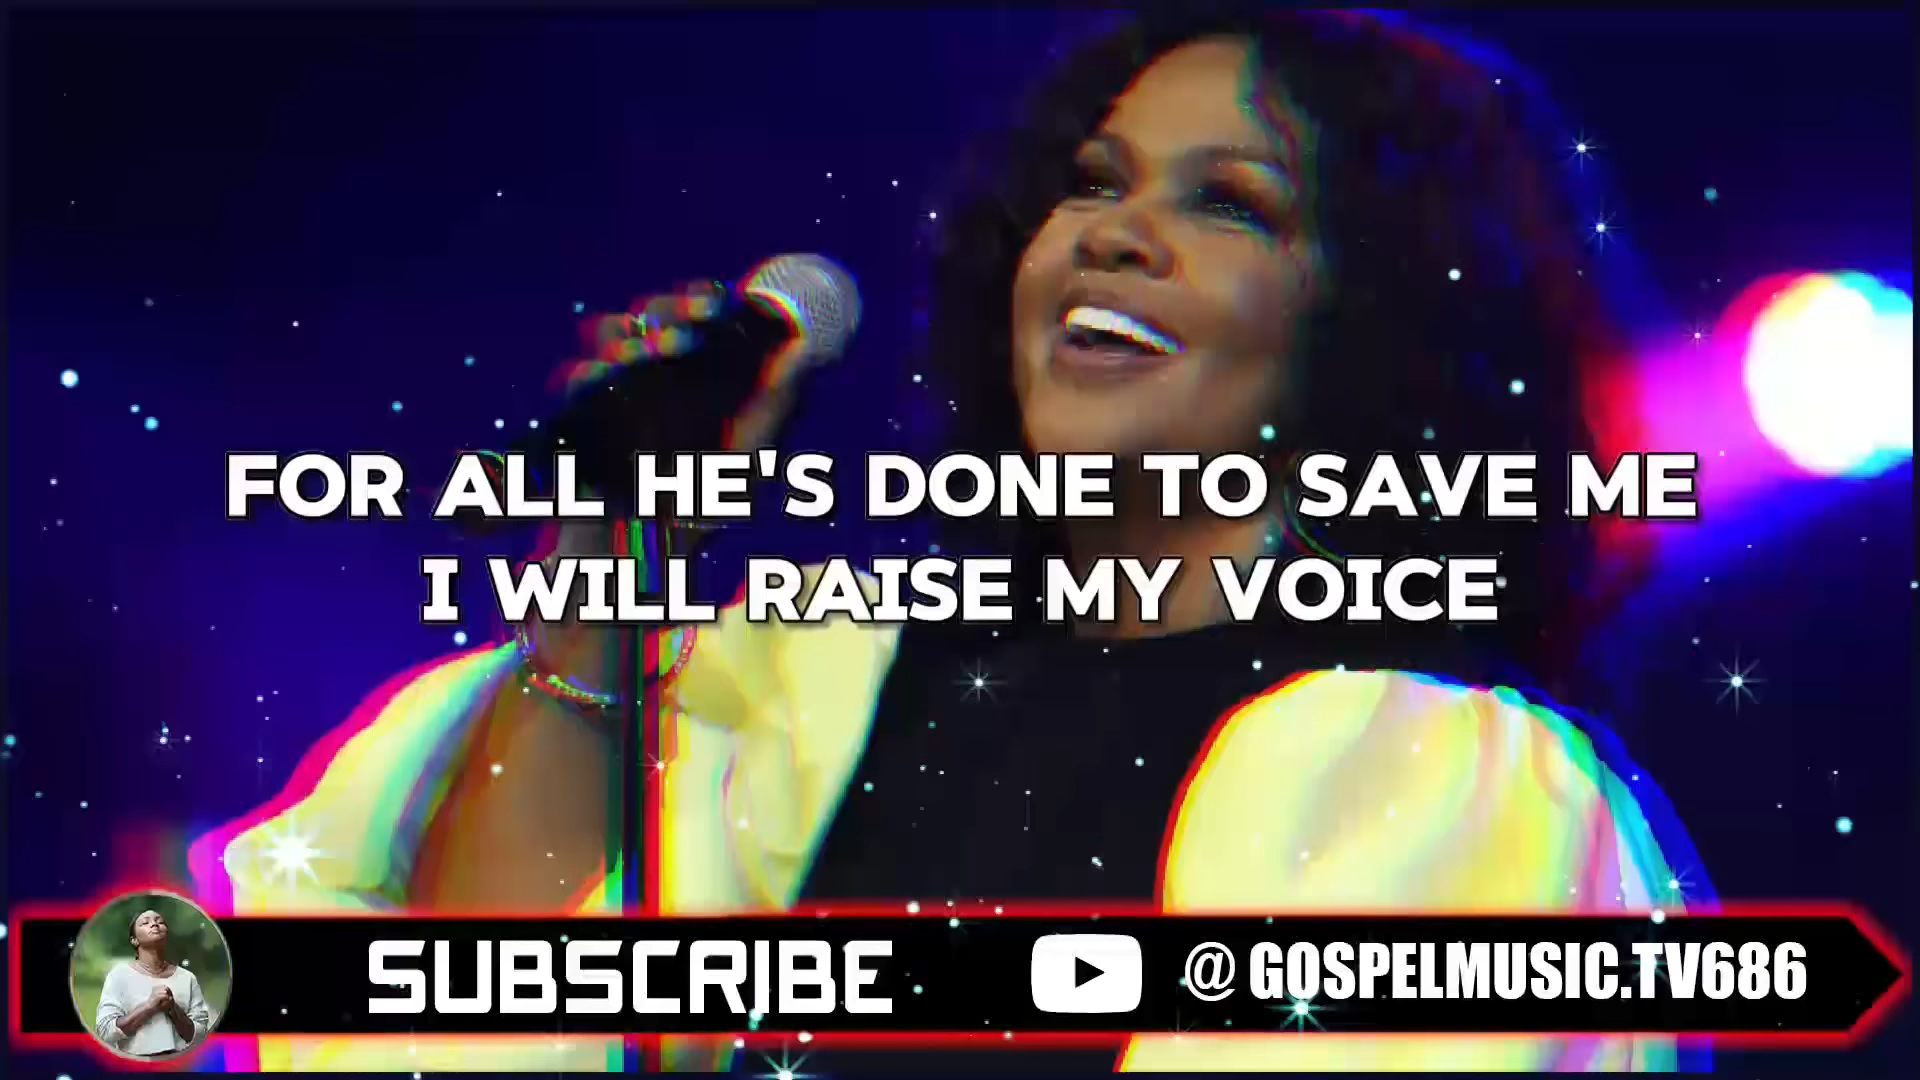 FOR ALL HE'S DONE TO SAVE ME
I WILL RAISE MY VOICE
SUBSCRIBE @GOSPELMUSIC.TV686